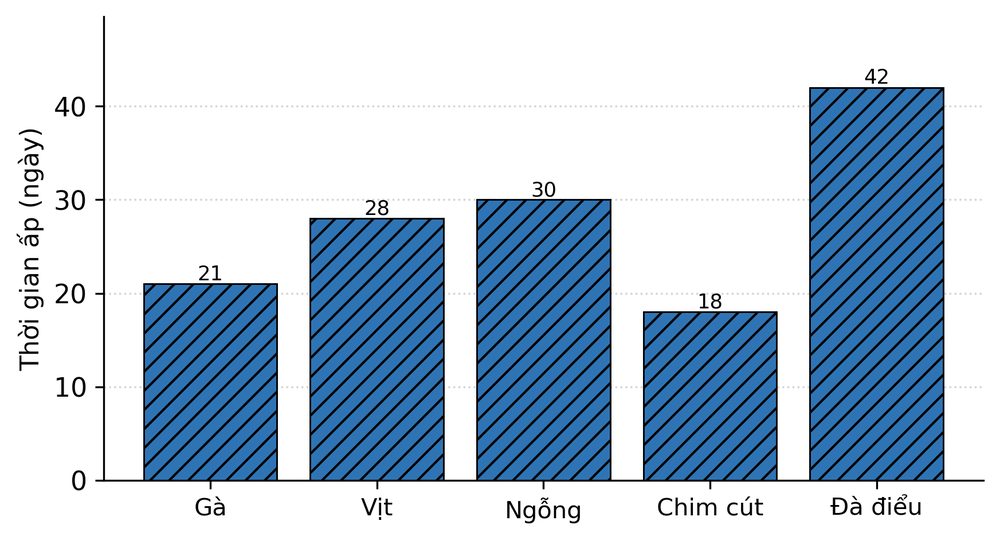 Thời gian ấp (ngày)
40
30
20
10
0
21
28
30
18
42
Gà
Vịt
Ngỗng
Chim cút
Đà điểu